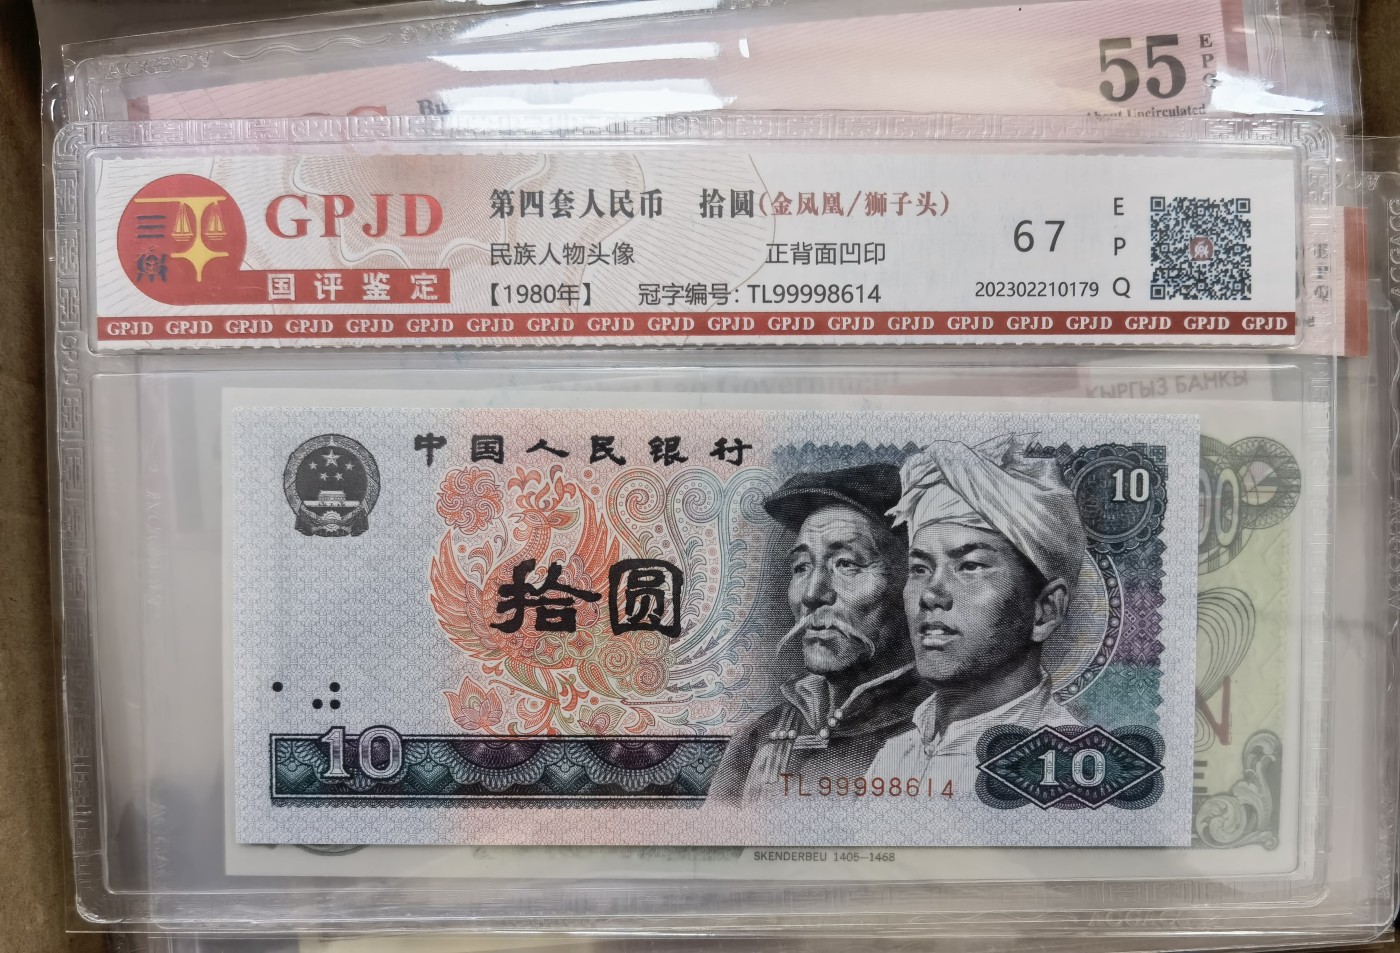 55
E
P
Q
About Uncirculated
GPJD
国评鉴定
第四套人民币 拾圆(金凤凰/狮子头)
民族人物头像 正背面凹印
【1980年】 冠字编号: TL99998614
67
E
P
Q
202302210179
GPJD GPJD GPJD GPJD GPJD GPJD GPJD GPJD GPJD GPJD GPJD GPJD GPJD GPJD GPJD GPJD GPJD GPJD GPJD GPJD
Lao Government
КЫРГЫЗ БАНКЫ
中国人民银行
10
拾圆
10
TL99998614
10
SKENDERBEU 1405–1468